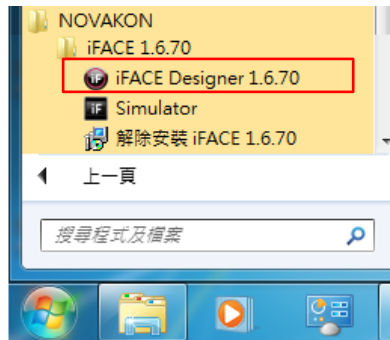 NOVAKON
iFACE 1.6.70
iFACE Designer 1.6.70
Simulator
解除安裝 iFACE 1.6.70
上一頁
搜尋程式及檔案